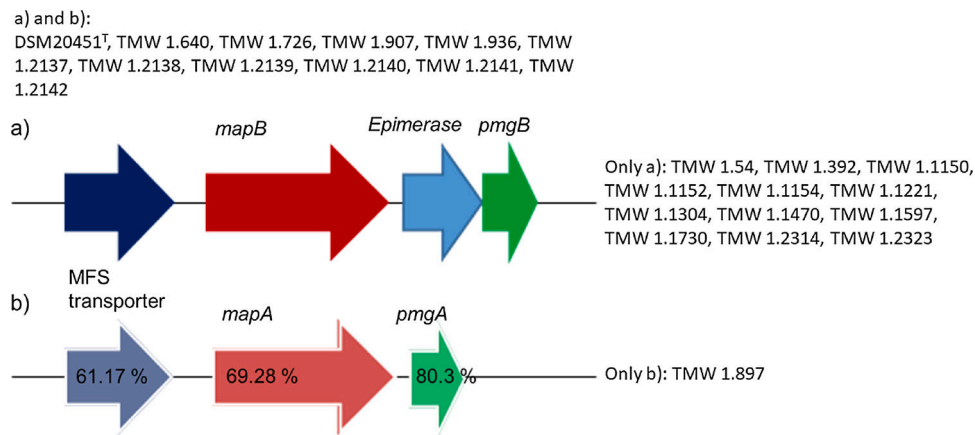 a) and b):
DSM20451ᵀ, TMW 1.640, TMW 1.726, TMW 1.907, TMW 1.936, TMW
1.2137, TMW 1.2138, TMW 1.2139, TMW 1.2140, TMW 1.2141, TMW
1.2142
a)
mapB
Epimerase
pmgB
Only a): TMW 1.54, TMW 1.392, TMW 1.1150,
TMW 1.1152, TMW 1.1154, TMW 1.1221,
TMW 1.1304, TMW 1.1470, TMW 1.1597,
TMW 1.1730, TMW 1.2314, TMW 1.2323
MFS
transporter
b)
mapA
pmgA
61.17 %
69.28 %
80.3 %
Only b): TMW 1.897